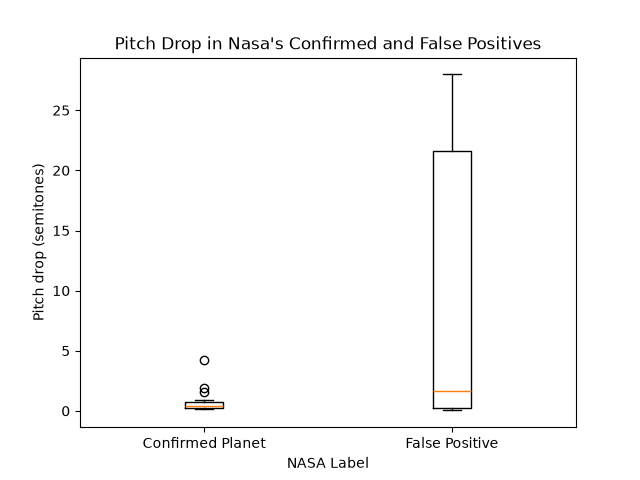 Pitch Drop in Nasa's Confirmed and False Positives
Pitch drop (semitones)
25
20
15
10
5
0
Confirmed Planet
False Positive
NASA Label